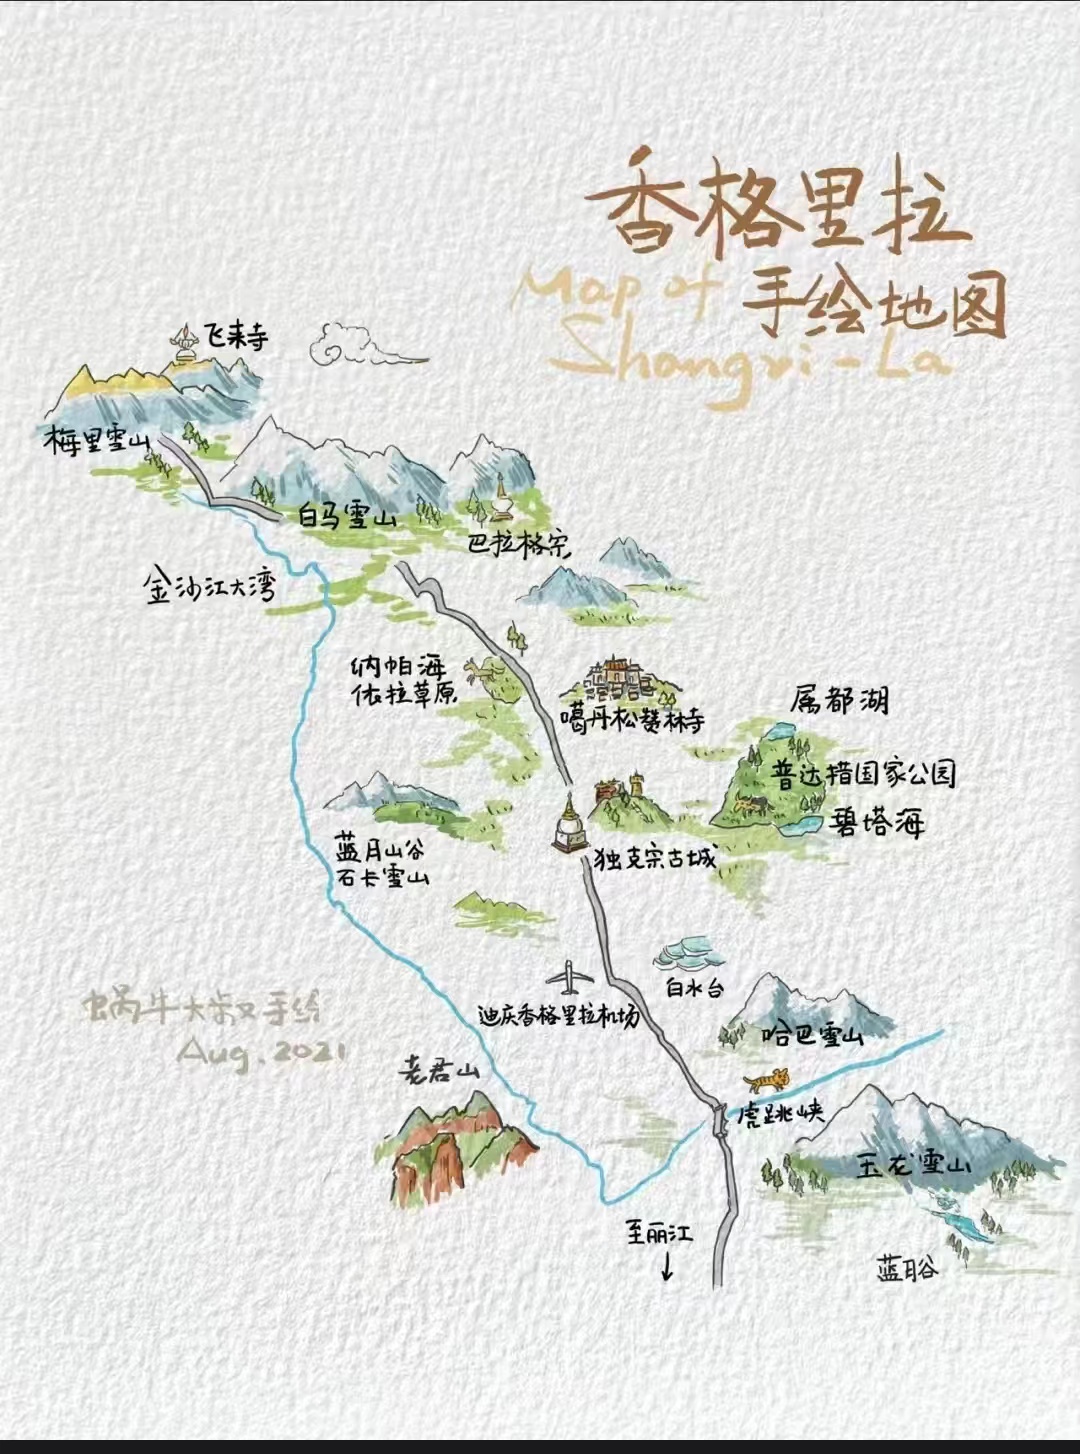 香格里拉
手绘地图
Map of
Shangri-La
飞来寺
梅里雪山
白马雪山
巴拉格宗
金沙江大湾
纳帕海
依拉草原
噶丹松赞林寺
属都湖
普达措国家公园
碧塔海
蓝月山谷
石卡雪山
独克宗古城
白水台
迪庆香格里拉机场
哈巴雪山
蜗牛大叔手绘
Aug.2021
老君山
虎跳峡
玉龙雪山
至丽江
蓝月谷